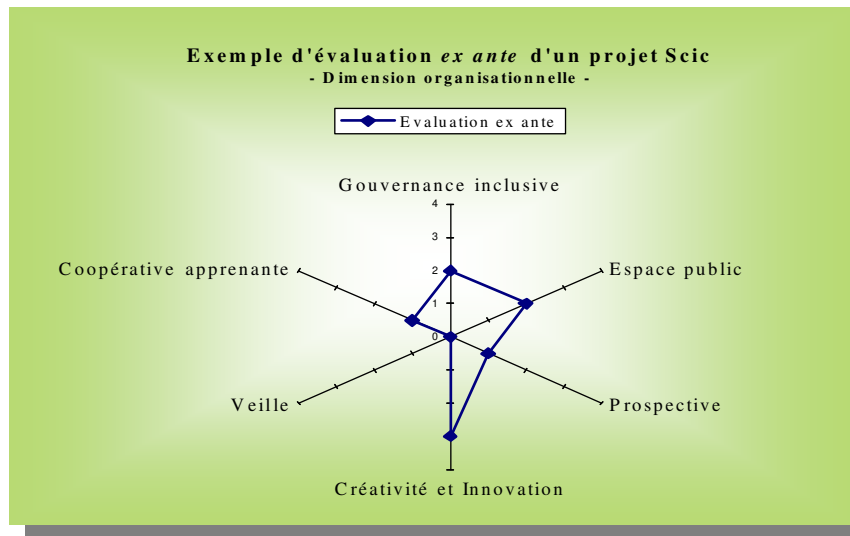 Exemple d'évaluation ex ante d'un projet Scic
- Dimension organisationnelle -
Evaluation ex ante
Gouvernance inclusive
4
3
Coopérative apprenante
Espace public
2
1
0
Veille
Prospective
Créativité et Innovation